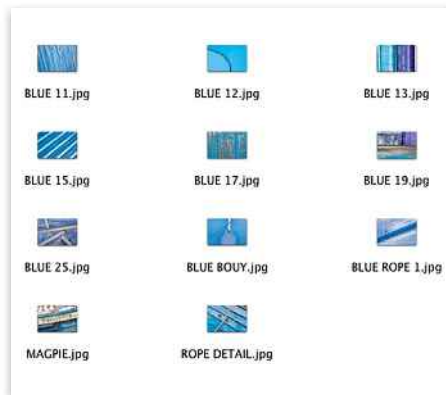 BLUE 11.jpg BLUE 12.jpg BLUE 13.jpg
BLUE 15.jpg BLUE 17.jpg BLUE 19.jpg
BLUE 25.jpg BLUE BOUY.jpg BLUE ROPE 1.jpg
MAGPIE.jpg ROPE DETAIL.jpg